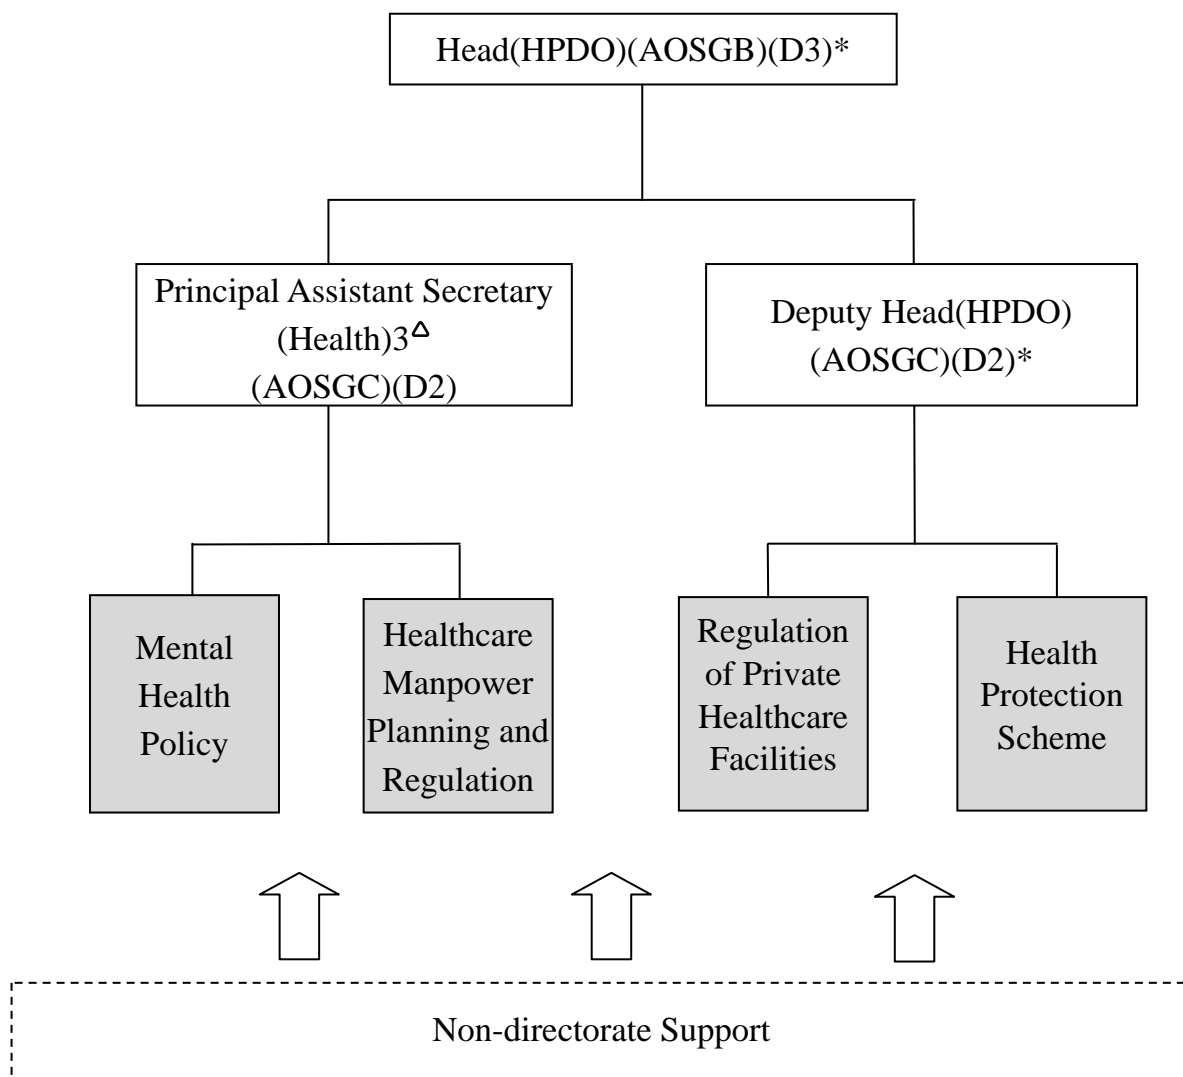 Head(HPDO)(AOSGB)(D3)*
Principal Assistant Secretary
(Health)3△
(AOSGC)(D2)
Deputy Head(HPDO)
(AOSGC)(D2)*
Mental
Health
Policy
Healthcare
Manpower
Planning and
Regulation
Regulation
of Private
Healthcare
Facilities
Health
Protection
Scheme
Non-directorate Support